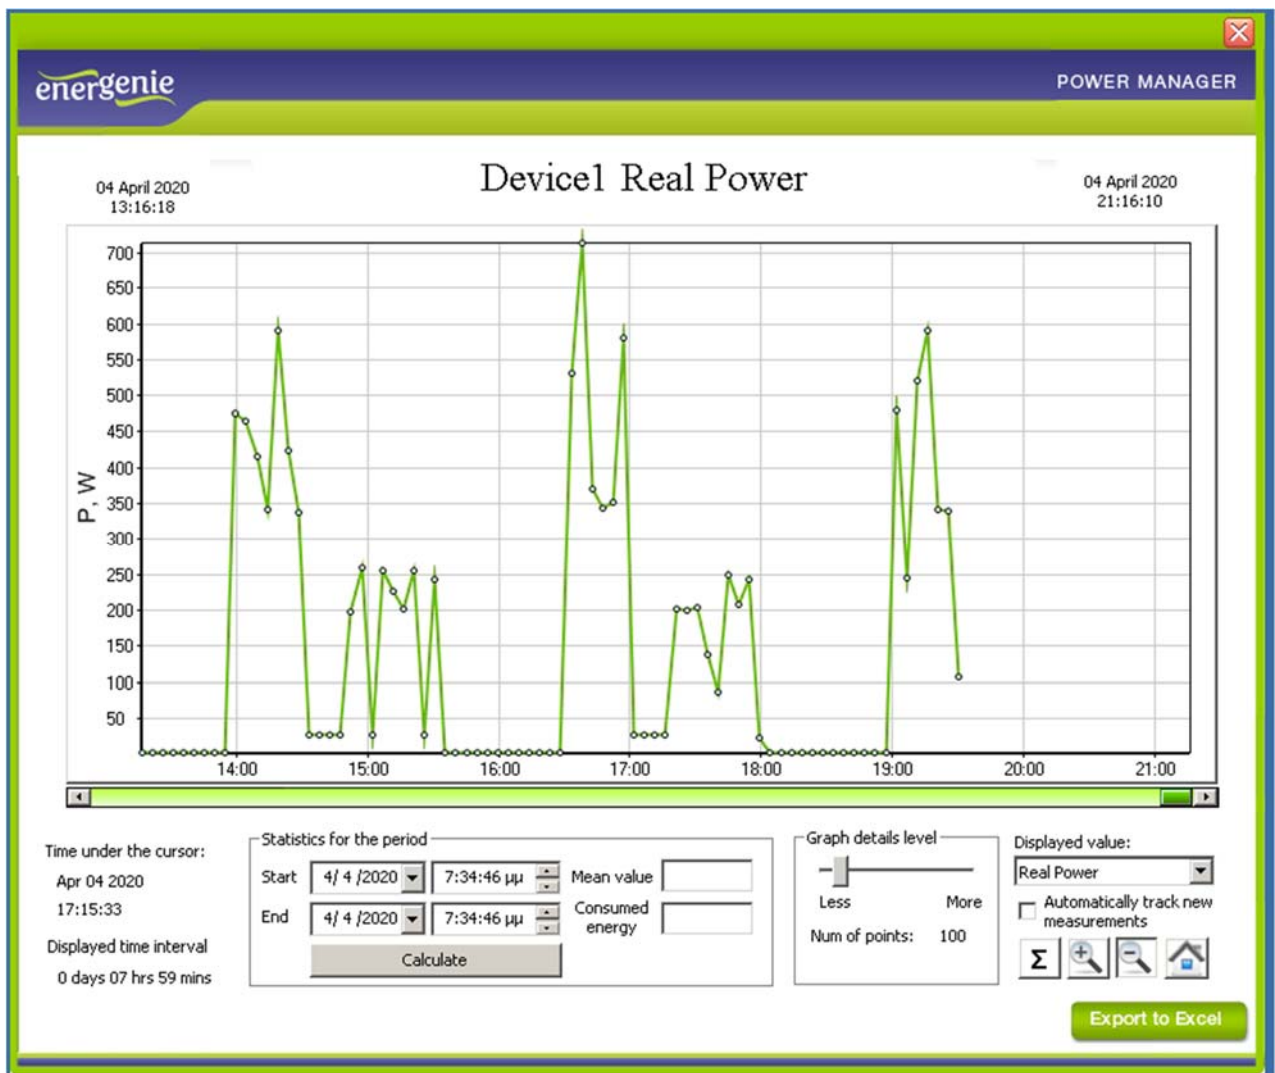 energenie
POWER MANAGER
Device1 Real Power
04 April 2020
13:16:18
04 April 2020
21:16:10
P, W
700
650
600
550
500
450
400
350
300
250
200
150
100
50
14:00 15:00 16:00 17:00 18:00 19:00 20:00 21:00
Time under the cursor:
Apr 04 2020
17:15:33
Displayed time interval
0 days 07 hrs 59 mins
Statistics for the period
Start 4/ 4 /2020 7:34:46 μμ Mean value
End 4/ 4 /2020 7:34:46 μμ Consumed
energy
Calculate
Graph details level
Less More
Num of points: 100
Displayed value:
Real Power
Automatically track new
measurements
Σ
Export to Excel